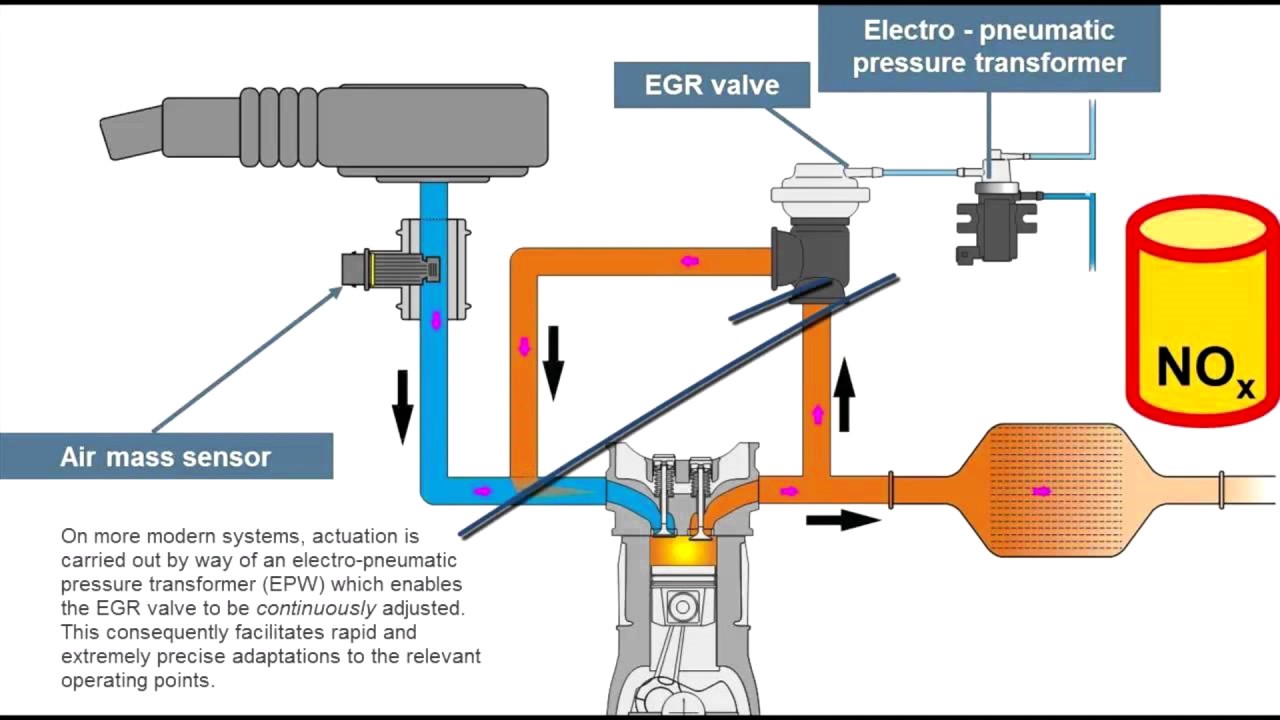 Electro - pneumatic
pressure transformer
EGR valve
NOx
Air mass sensor
On more modern systems, actuation is
carried out by way of an electro-pneumatic
pressure transformer (EPW) which enables
the EGR valve to be continuously adjusted.
This consequently facilitates rapid and
extremely precise adaptations to the relevant
operating points.